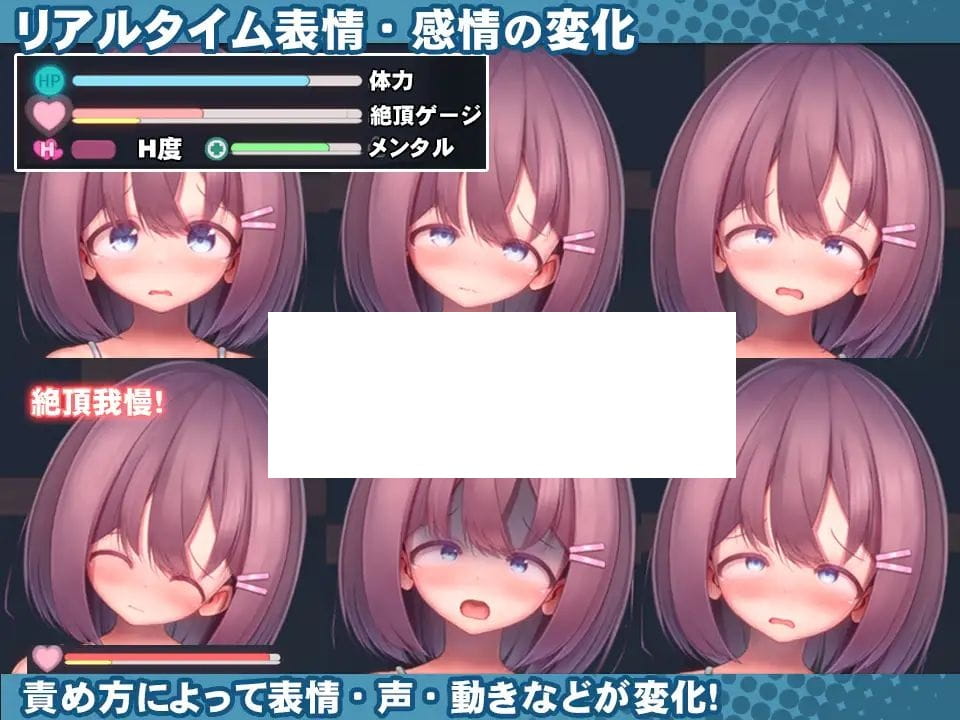 リアルタイム表情・感情の変化
HP 体力
絶頂ゲージ
H H度 メンタル
絶頂我慢!
責め方によって表情・声・動きなどが変化!